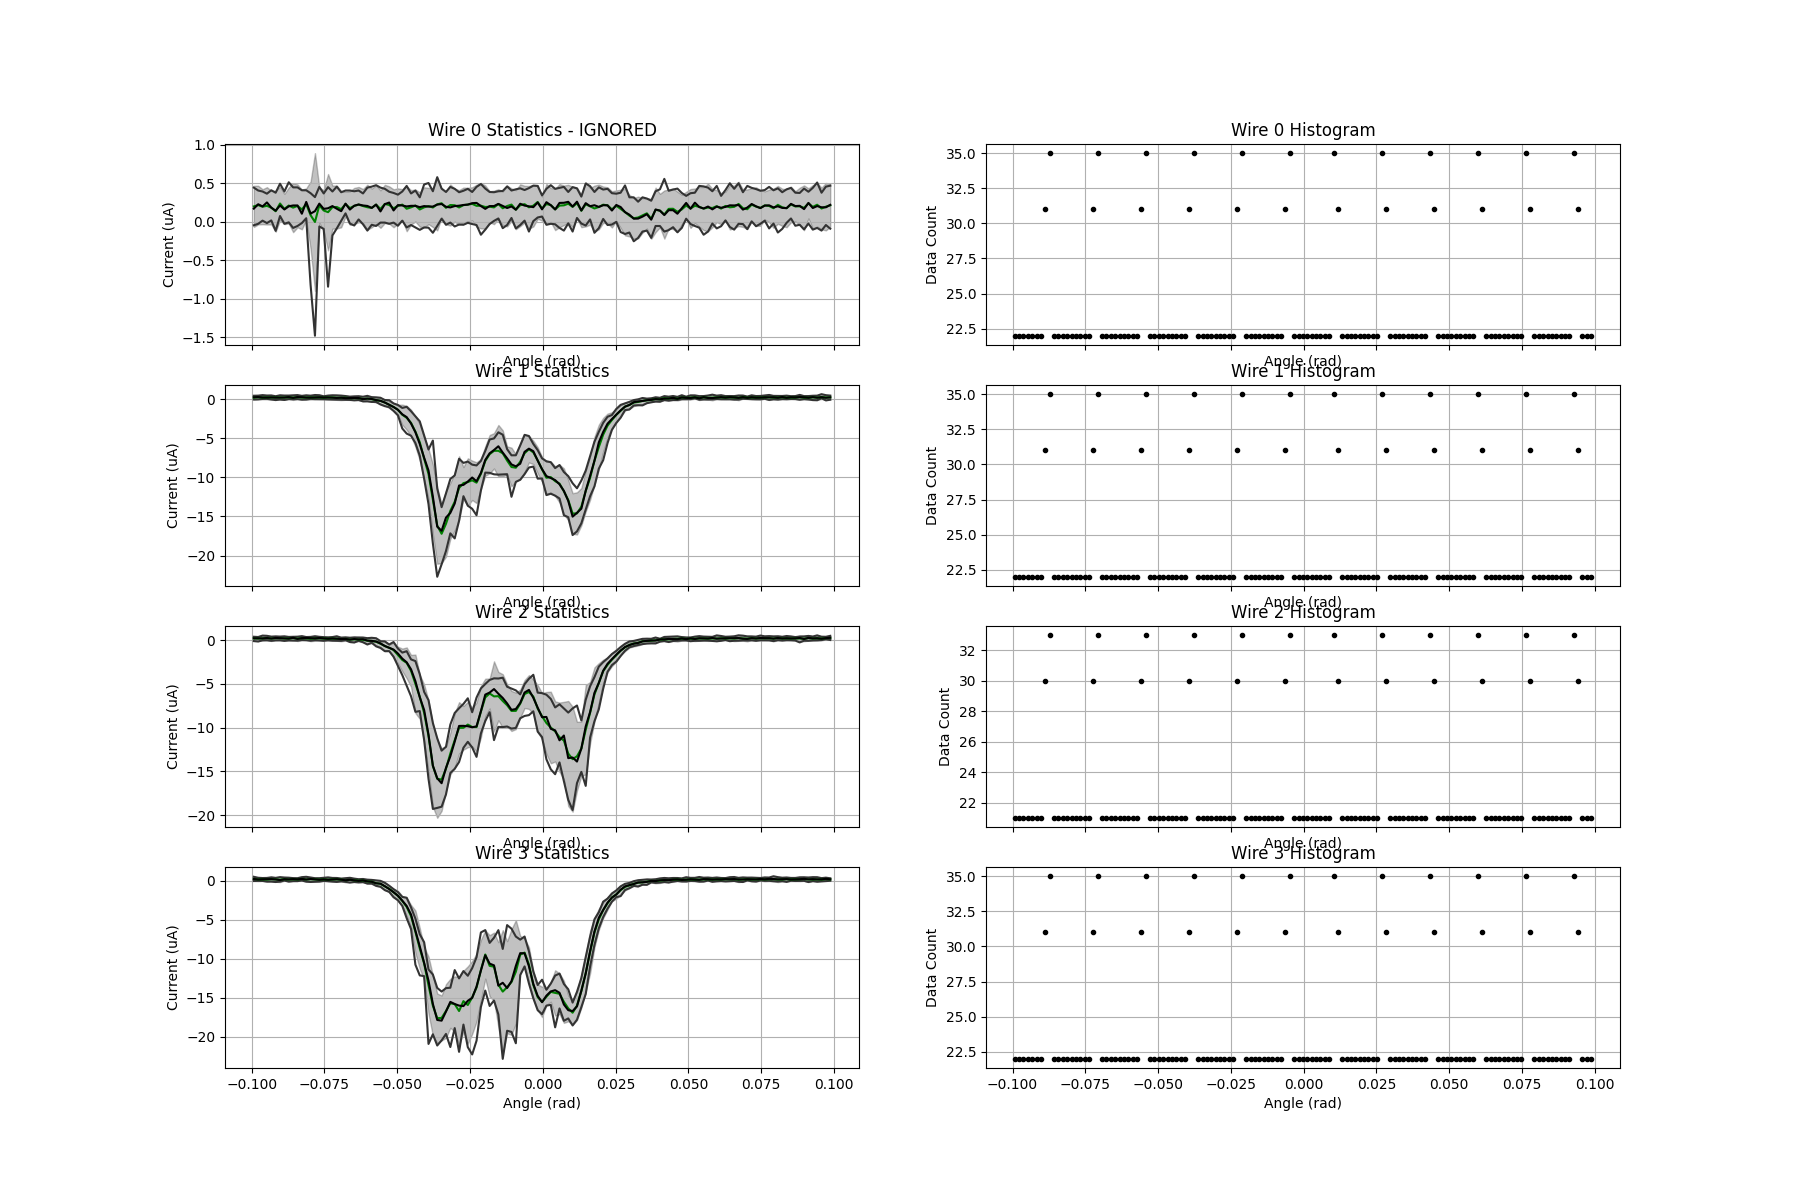 Wire 0 Statistics - IGNORED
Current (uA)
1.0
0.5
0.0
−0.5
−1.0
−1.5
Angle (rad)
Wire 0 Histogram
Data Count
35.0
32.5
30.0
27.5
25.0
22.5
Angle (rad)
Wire 1 Statistics
Current (uA)
0
−5
−10
−15
−20
Angle (rad)
Wire 1 Histogram
Data Count
35.0
32.5
30.0
27.5
25.0
22.5
Angle (rad)
Wire 2 Statistics
Current (uA)
0
−5
−10
−15
−20
Angle (rad)
Wire 2 Histogram
Data Count
32
30
28
26
24
22
Angle (rad)
Wire 3 Statistics
Current (uA)
0
−5
−10
−15
−20
−0.100 −0.075 −0.050 −0.025 0.000 0.025 0.050 0.075 0.100
Angle (rad)
Wire 3 Histogram
Data Count
35.0
32.5
30.0
27.5
25.0
22.5
−0.100 −0.075 −0.050 −0.025 0.000 0.025 0.050 0.075 0.100
Angle (rad)